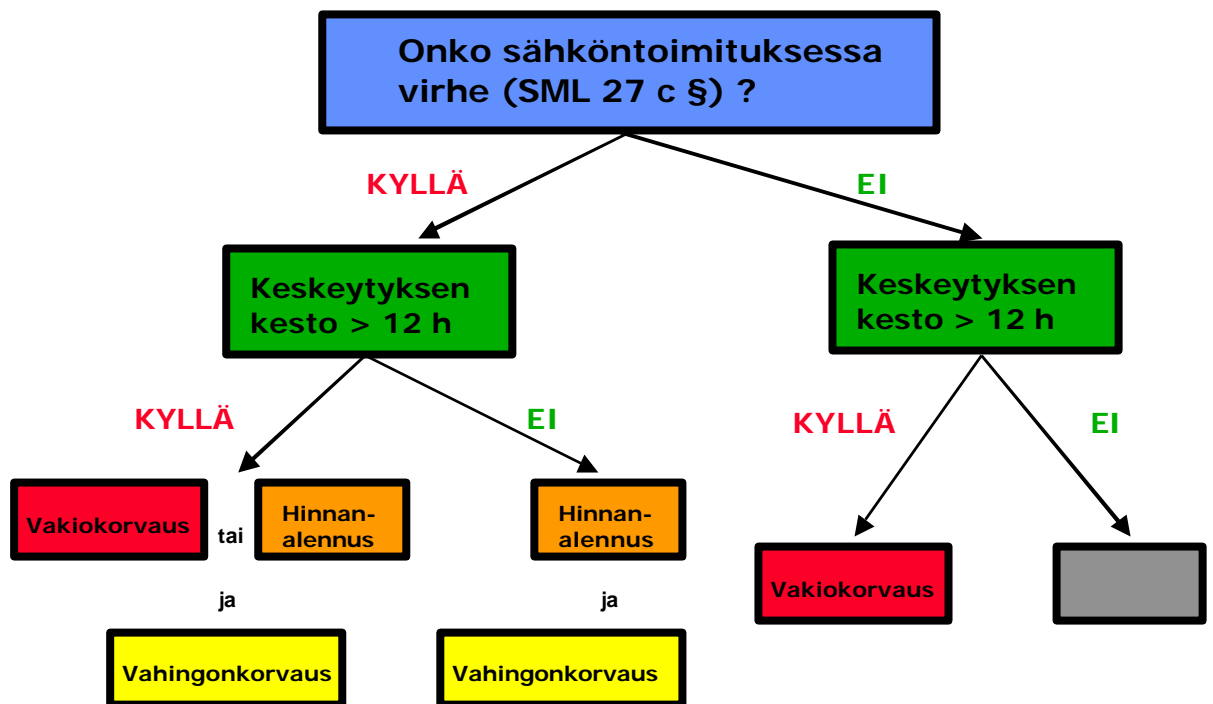 Onko sähköntoimituksessa
virhe (SML 27 c §) ?
KYLLÄ
EI
Keskeytyksen
kesto > 12 h
Keskeytyksen
kesto > 12 h
KYLLÄ
EI
KYLLÄ
EI
Vakiokorvaus
tai
Hinnan-
alennus
Hinnan-
alennus
Vakiokorvaus
ja
ja
Vahingonkorvaus
Vahingonkorvaus